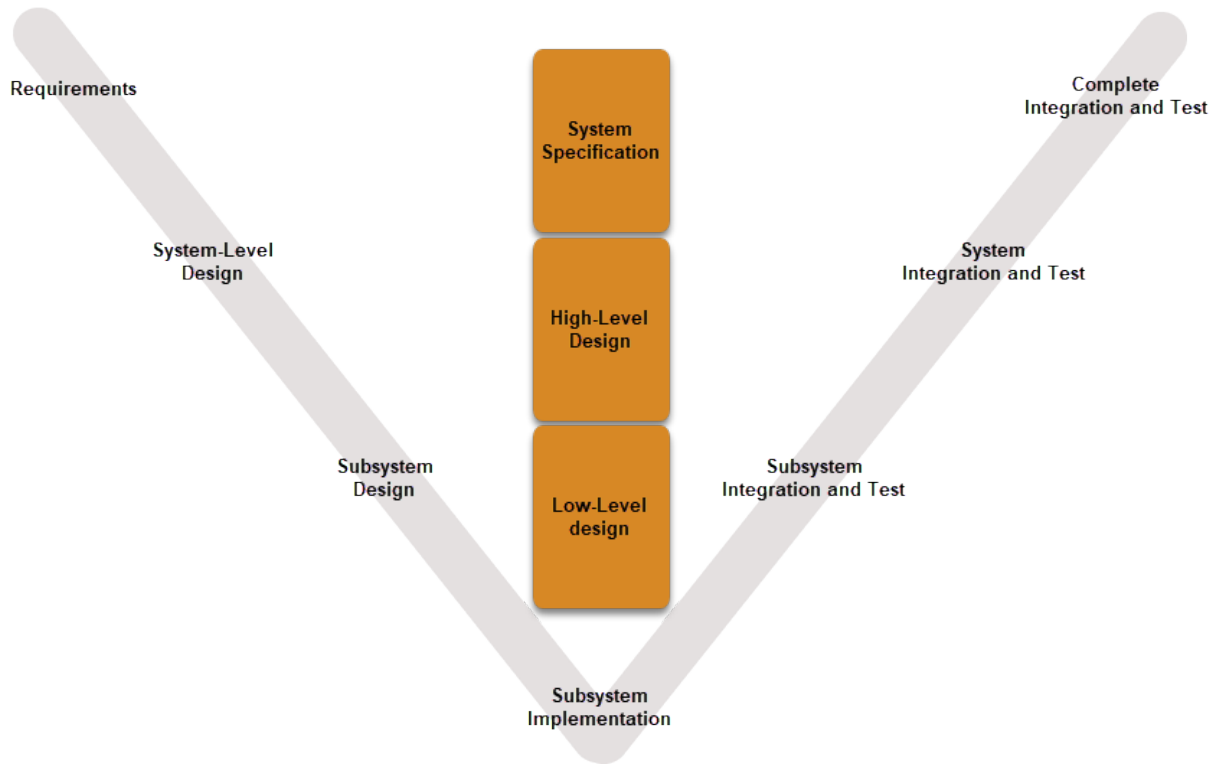 Requirements
System-Level
Design
Subsystem
Design
Subsystem
Implementation
System
Specification
High-Level
Design
Low-Level
design
Subsystem
Integration and Test
System
Integration and Test
Complete
Integration and Test